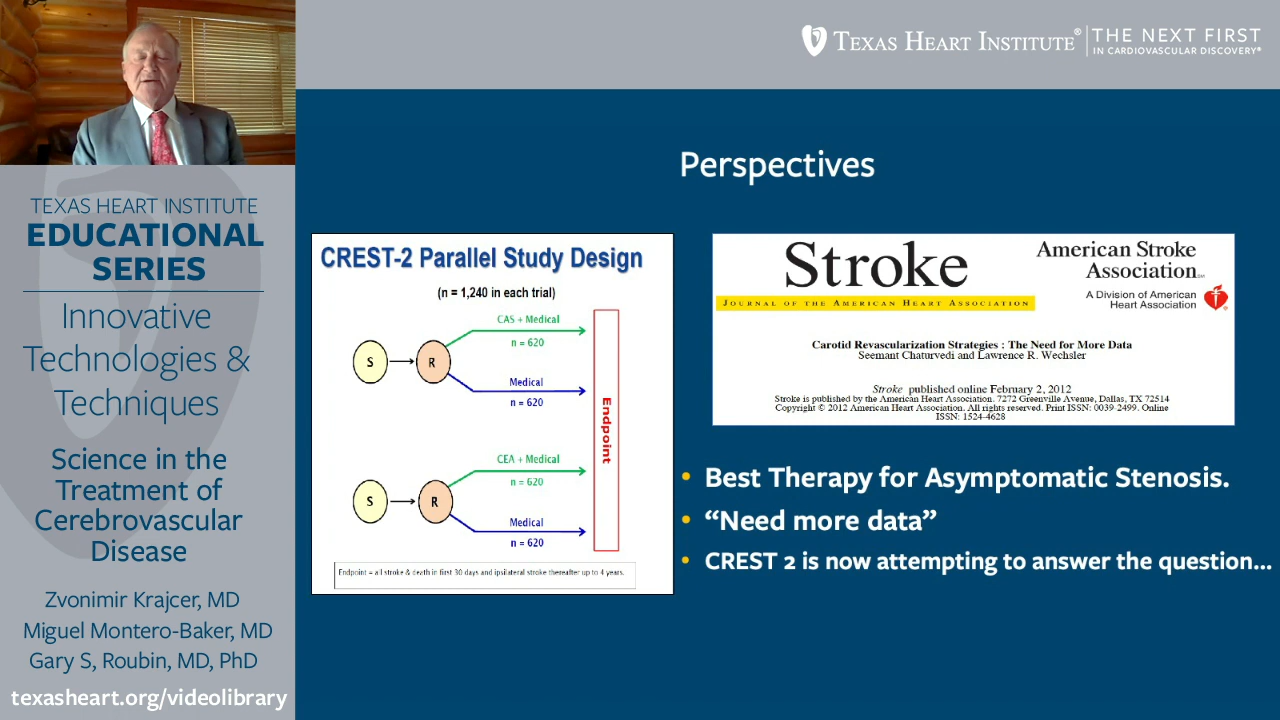 TEXAS HEART INSTITUTE® THE NEXT FIRST
IN CARDIOVASCULAR DISCOVERY®
TEXAS HEART INSTITUTE
EDUCATIONAL
SERIES
Innovative
Technologies &
Techniques
Science in the
Treatment of
Cerebrovascular
Disease
Zvonimir Krajcer, MD
Miguel Montero-Baker, MD
Gary S, Roubin, MD, PhD
texasheart.org/videolibrary
Perspectives
CREST-2 Parallel Study Design
(n = 1,240 in each trial)
CAS + Medical
n = 620
S
R
Medical
n = 620
CEA + Medical
n = 620
S
R
Medical
n = 620
Endpoint
Endpoint = all stroke & death in first 30 days and ipsilateral stroke thereafter up to 4 years.
Stroke
JOURNAL OF THE AMERICAN HEART ASSOCIATION
American Stroke
Association℠
A Division of American
Heart Association
Carotid Revascularization Strategies : The Need for More Data
Seemant Chaturvedi and Lawrence R. Wechsler
Stroke published online February 2, 2012
Stroke is published by the American Heart Association. 7272 Greenville Avenue, Dallas, TX 72514
Copyright © 2012 American Heart Association. All rights reserved. Print ISSN: 0039-2499. Online
ISSN: 1524-4628
• Best Therapy for Asymptomatic Stenosis.
• “Need more data”
• CREST 2 is now attempting to answer the question...